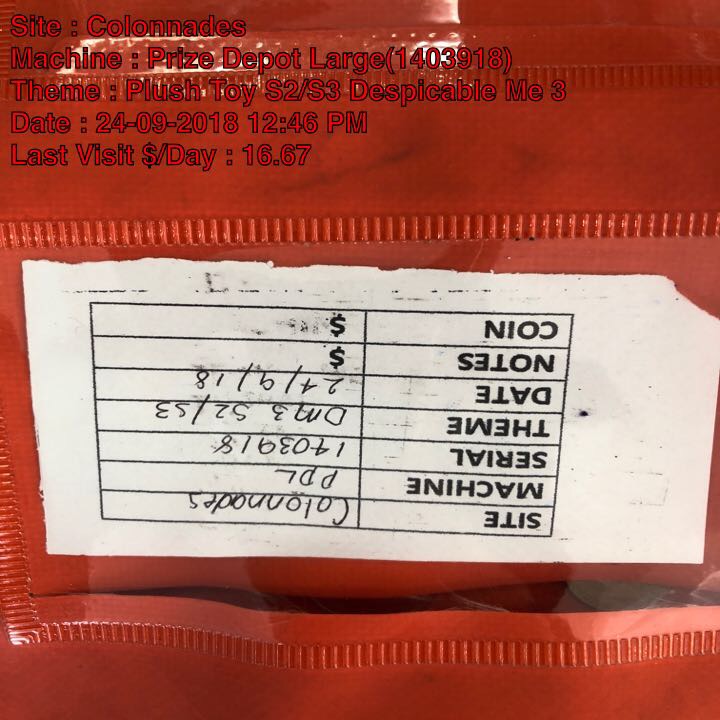 Site : Colonnades
Machine : Prize Depot Large(1403918)
Theme : Plush Toy S2/S3 Despicable Me 3
Date : 24-09-2018 12:46 PM
Last Visit $/Day : 16.67
SITE Colonnades
MACHINE PDL
SERIAL 1403918
THEME DM3 S2/S3
DATE 24/9/18
NOTES $
COIN $